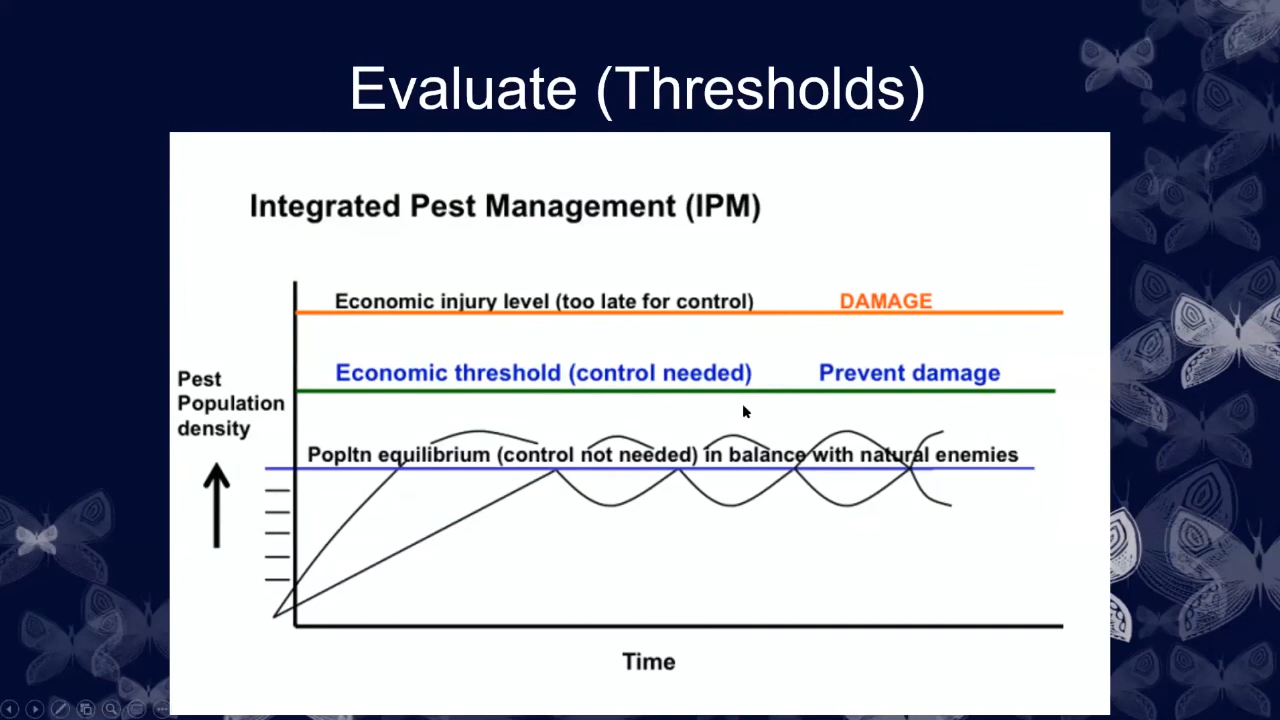 Evaluate (Thresholds)
Integrated Pest Management (IPM)
Economic injury level (too late for control) DAMAGE
Economic threshold (control needed) Prevent damage
Pest
Population
density
Popltn equilibrium (control not needed) in balance with natural enemies
Time